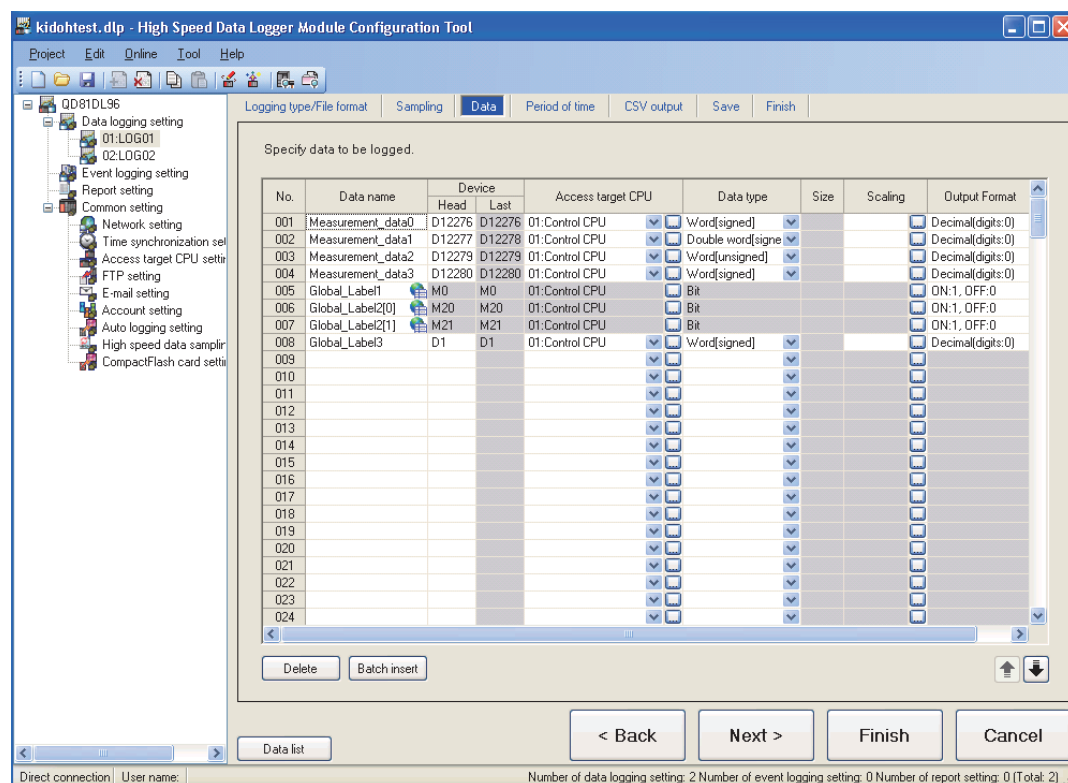 kidohtest.dlp - High Speed Data Logger Module Configuration Tool
Project Edit Online Tool Help
QD81DL96
Data logging setting
01:LOG01
02:LOG02
Event logging setting
Report setting
Common setting
Network setting
Time synchronization set
Access target CPU settin
FTP setting
E-mail setting
Account setting
Auto logging setting
High speed data samplin
CompactFlash card settin
Logging type/File format Sampling Data Period of time CSV output Save Finish
Specify data to be logged.
No. Data name Device Access target CPU Data type Size Scaling Output Format
Head Last
001 Measurement_data0 D12276 D12276 01:Control CPU Word[signed] Decimal(digits:0)
002 Measurement_data1 D12277 D12278 01:Control CPU Double word[signe Decimal(digits:0)
003 Measurement_data2 D12279 D12279 01:Control CPU Word[unsigned] Decimal(digits:0)
004 Measurement_data3 D12280 D12280 01:Control CPU Word[signed] Decimal(digits:0)
005 Global_Label1 M0 M0 01:Control CPU Bit ON:1, OFF:0
006 Global_Label2[0] M20 M20 01:Control CPU Bit ON:1, OFF:0
007 Global_Label2[1] M21 M21 01:Control CPU Bit ON:1, OFF:0
008 Global_Label3 D1 D1 01:Control CPU Word[signed] Decimal(digits:0)
009
010
011
012
013
014
015
016
017
018
019
020
021
022
023
024
Delete Batch insert
Data list < Back Next > Finish Cancel
Direct connection User name: Number of data logging setting: 2 Number of event logging setting: 0 Number of report setting: 0 (Total: 2)